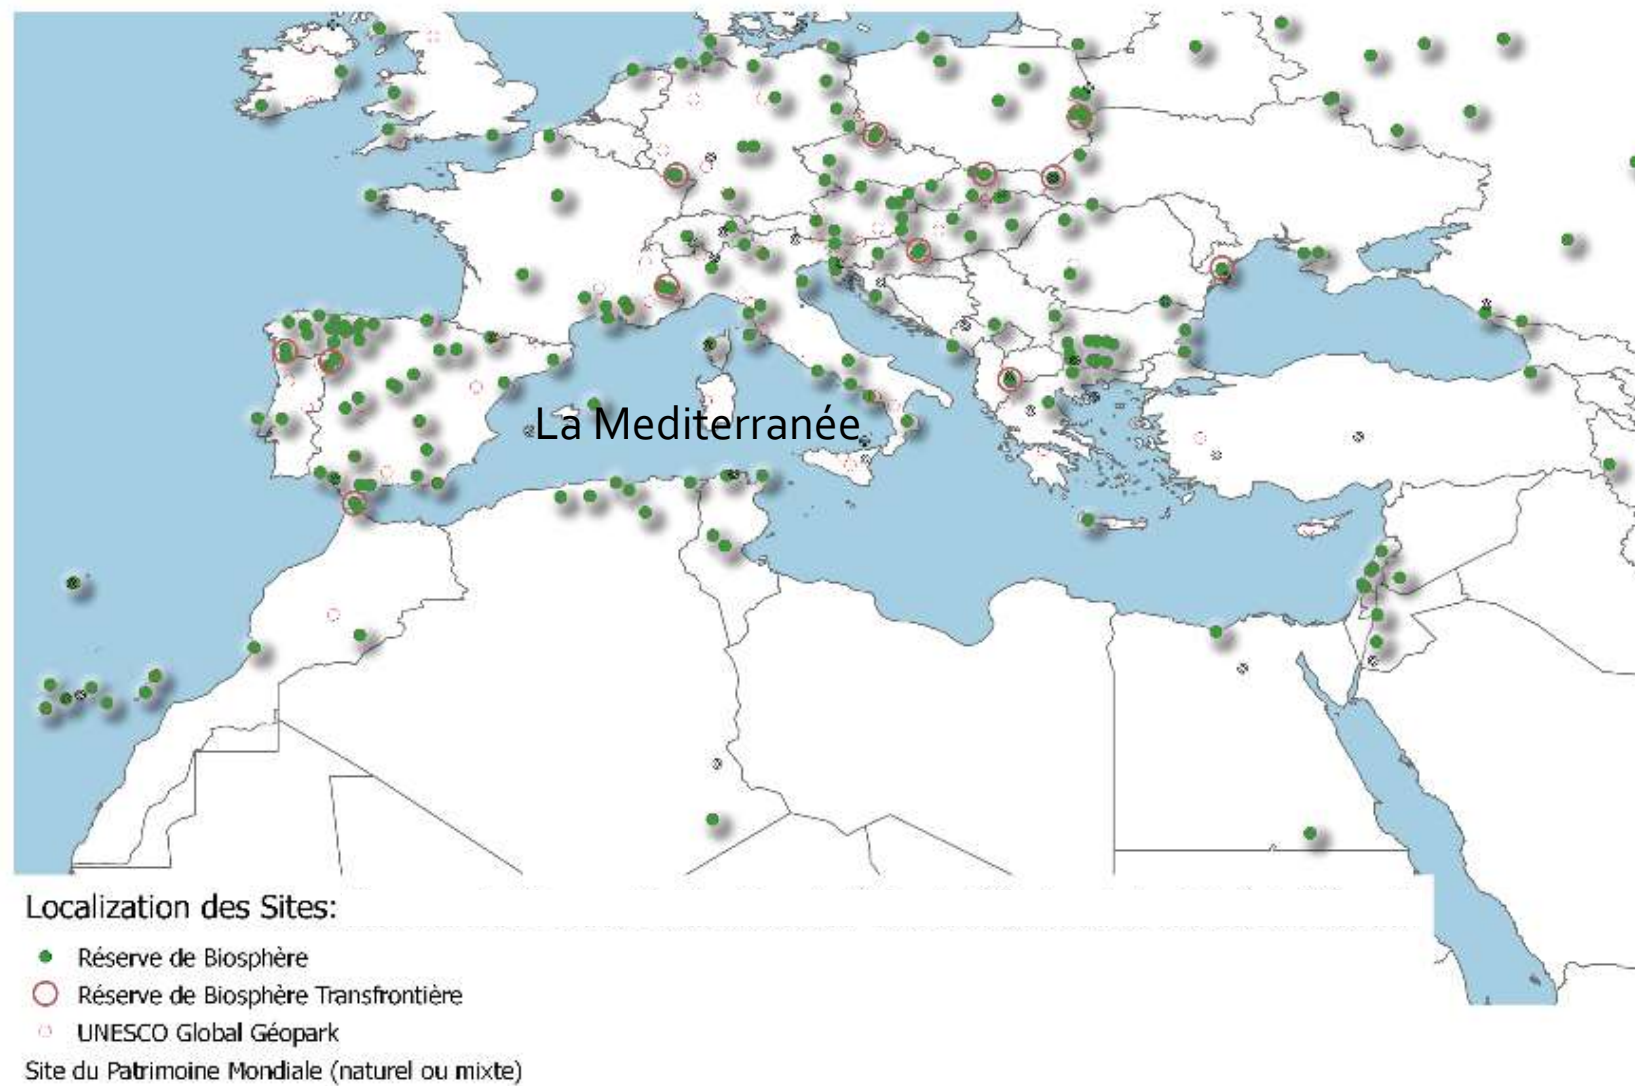 La Mediterranée
Localization des Sites:
Réserve de Biosphère
Réserve de Biosphère Transfrontière
UNESCO Global Géopark
Site du Patrimoine Mondiale (naturel ou mixte)